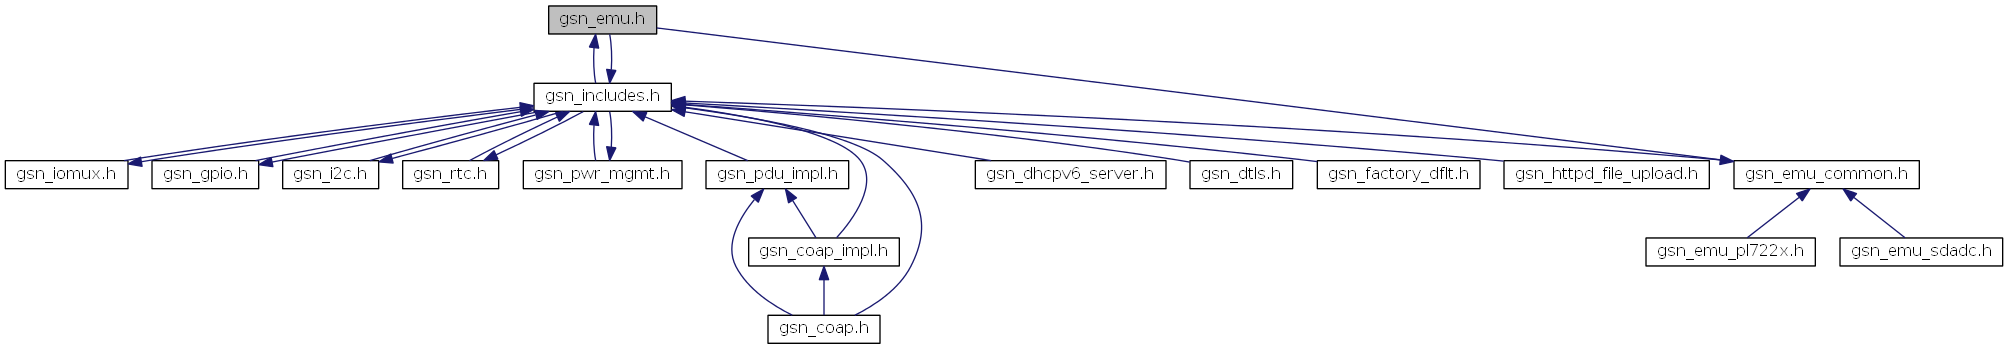 gsn_emu.h
gsn_includes.h
gsn_iomux.h
gsn_gpio.h
gsn_i2c.h
gsn_rtc.h
gsn_pwr_mgmt.h
gsn_pdu_impl.h
gsn_dhcpv6_server.h
gsn_dtls.h
gsn_factory_dflt.h
gsn_httpd_file_upload.h
gsn_emu_common.h
gsn_coap_impl.h
gsn_emu_pl722x.h
gsn_emu_sdadc.h
gsn_coap.h